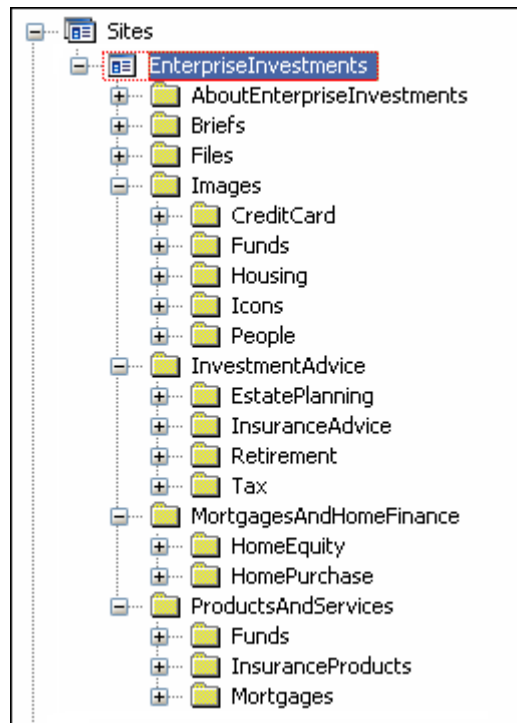 Sites
EnterpriseInvestments
AboutEnterpriseInvestments
Briefs
Files
Images
CreditCard
Funds
Housing
Icons
People
InvestmentAdvice
EstatePlanning
InsuranceAdvice
Retirement
Tax
MortgagesAndHomeFinance
HomeEquity
HomePurchase
ProductsAndServices
Funds
InsuranceProducts
Mortgages